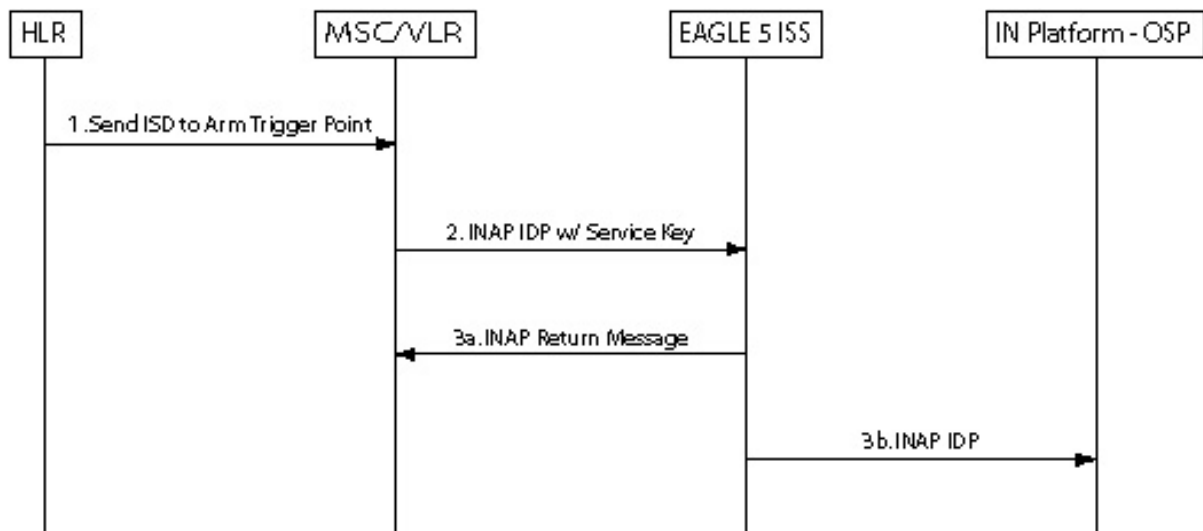 HLR
MSC/VLR
EAGLE 5 ISS
IN Platform - OSP
1.Send ISD to Arm Trigger Point
2. INAP IDP w/ Service Key
3a.INAP Return Message
3b.INAP IDP